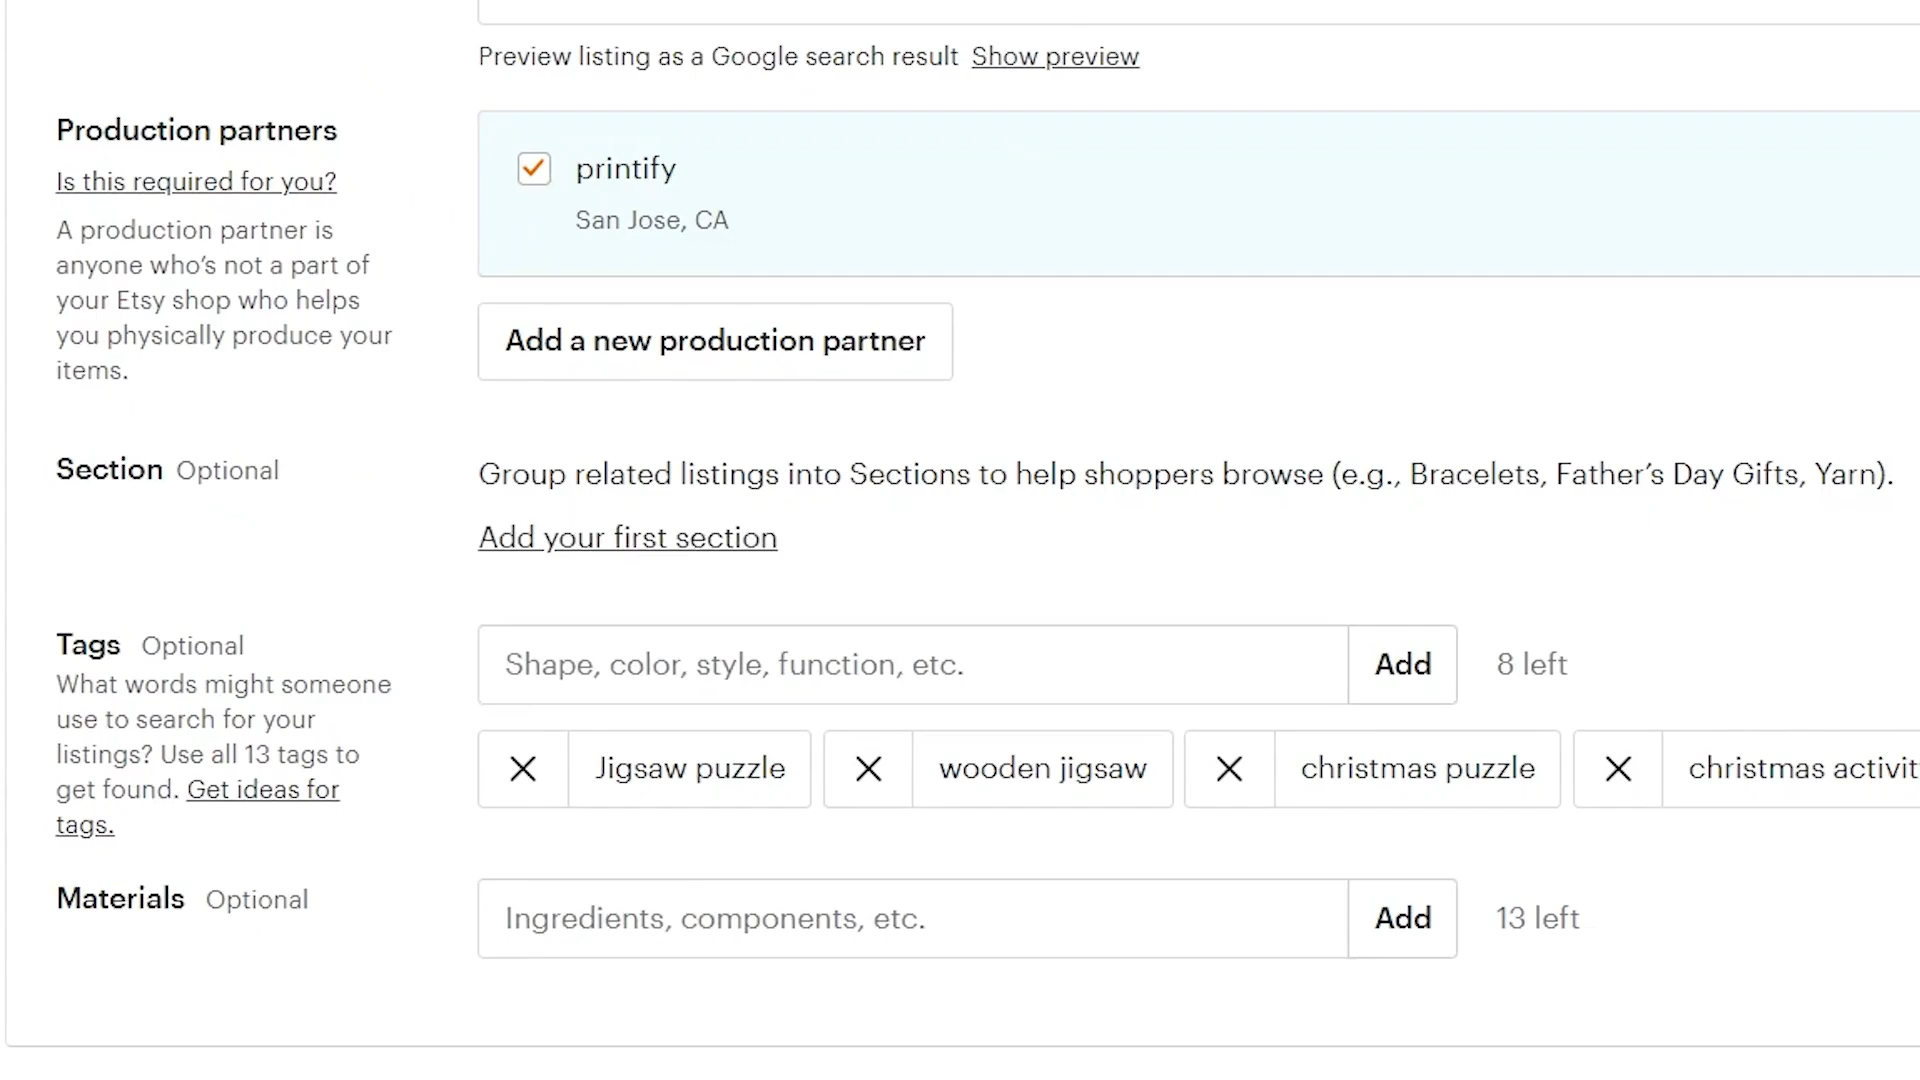 Preview listing as a Google search result Show preview
Production partners
Is this required for you?
A production partner is
anyone who's not a part of
your Etsy shop who helps
you physically produce your
items.
printify
San Jose, CA
Add a new production partner
Section Optional
Group related listings into Sections to help shoppers browse (e.g., Bracelets, Father's Day Gifts, Yarn).
Add your first section
Tags Optional
What words might someone
use to search for your
listings? Use all 13 tags to
get found. Get ideas for
tags.
Shape, color, style, function, etc. Add 8 left
Jigsaw puzzle wooden jigsaw christmas puzzle christmas
Materials Optional
Ingredients, components, etc. Add 13 left